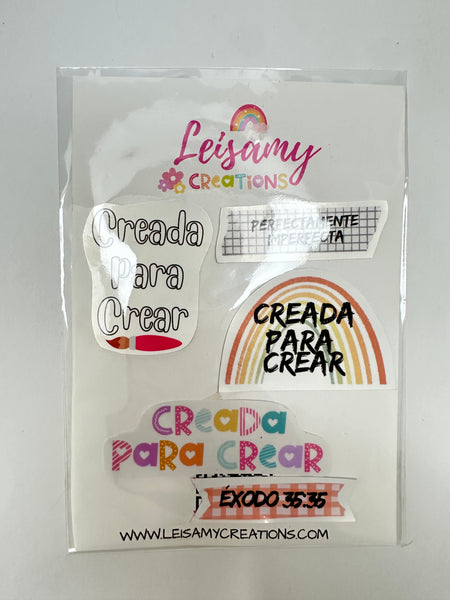 Leisamy
CREATIONS
Creada
Para
Crear
PERFECTAMENTE
IMPERFECTA
CREADA
PARA
CREAR
CREADA
PARA CREAR
ÉXODO 35:35
WWW.LEISAMYCREATIONS.COM